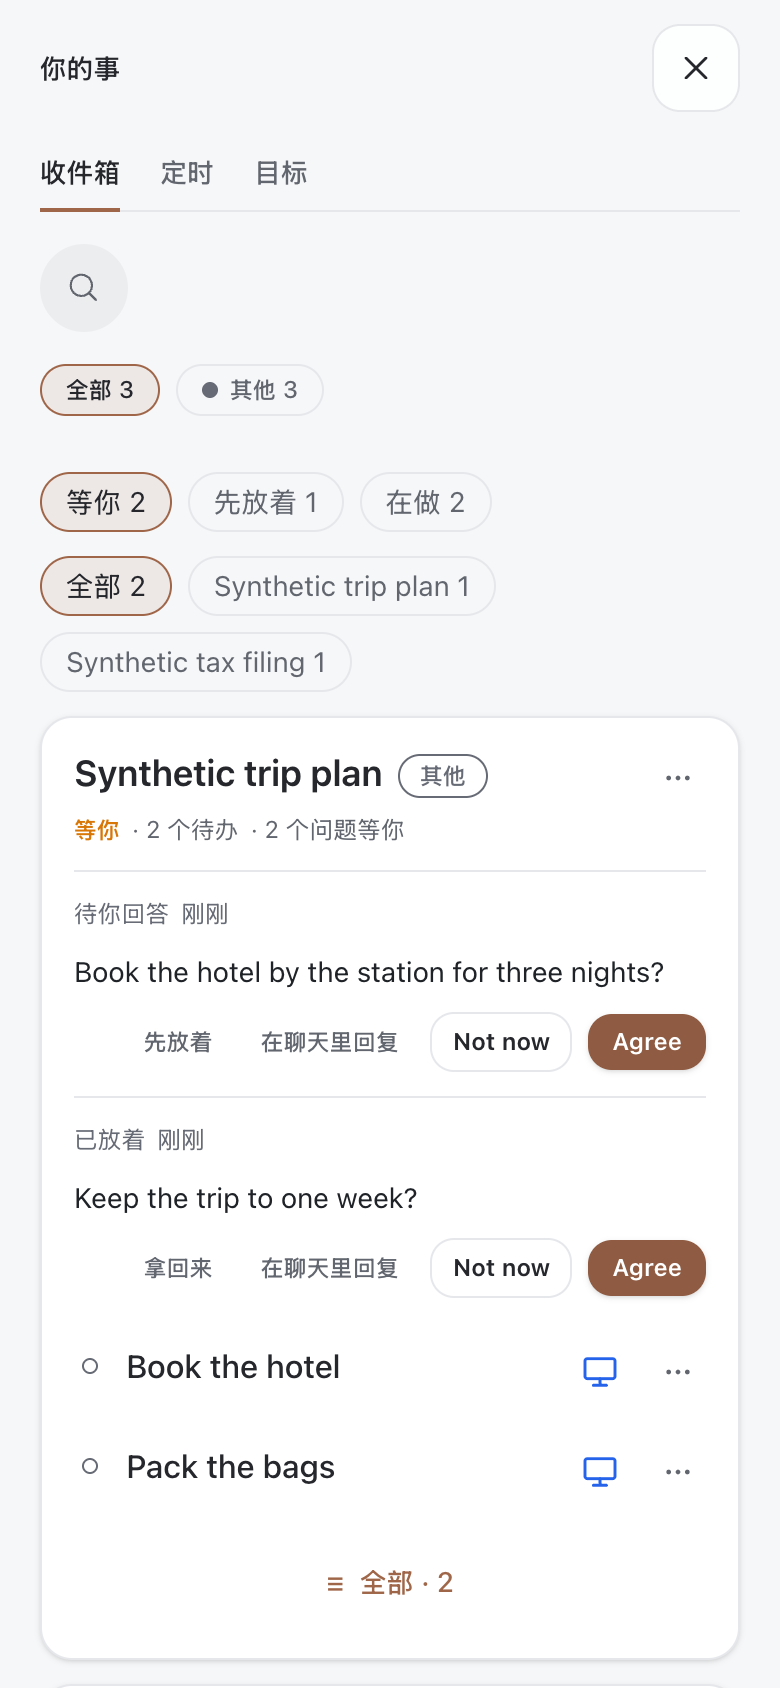 你的事
收件箱 定时 目标
全部 3 其他 3
等你 2 先放着 1 在做 2
全部 2 Synthetic trip plan 1
Synthetic tax filing 1
Synthetic trip plan 其他
等你 · 2 个待办 · 2 个问题等你
待你回答 刚刚
Book the hotel by the station for three nights?
先放着 在聊天里回复 Not now Agree
已放着 刚刚
Keep the trip to one week?
拿回来 在聊天里回复 Not now Agree
Book the hotel
Pack the bags
全部 · 2